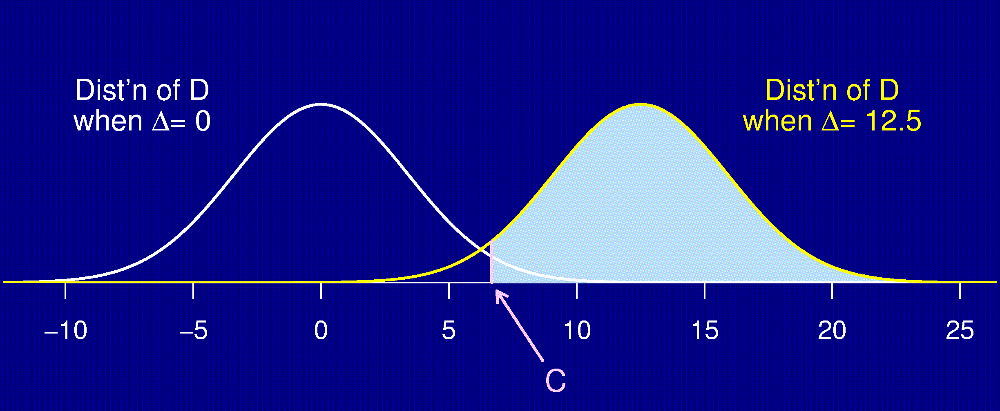 Dist’n of D
when Δ= 0
Dist’n of D
when Δ= 12.5
−10 −5 0 5 10 15 20 25
C